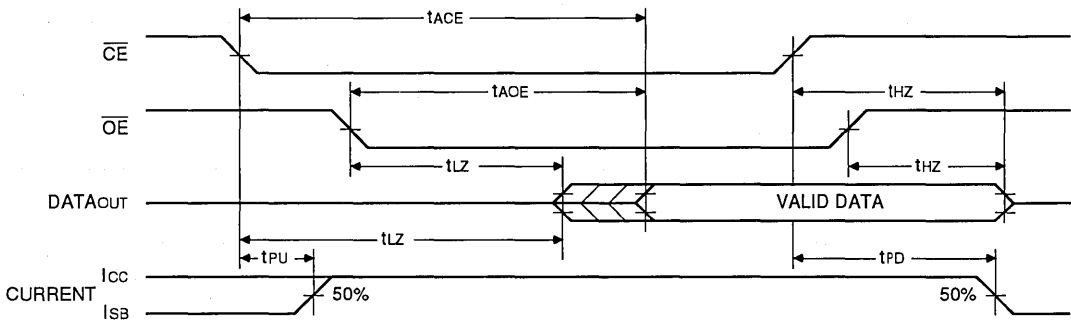 tACE
CE
tAOE
tHZ
OE
tLZ
tHZ
DATAOUT
VALID DATA
tLZ
tPU
tPD
ICC
CURRENT
50%
50%
ISB